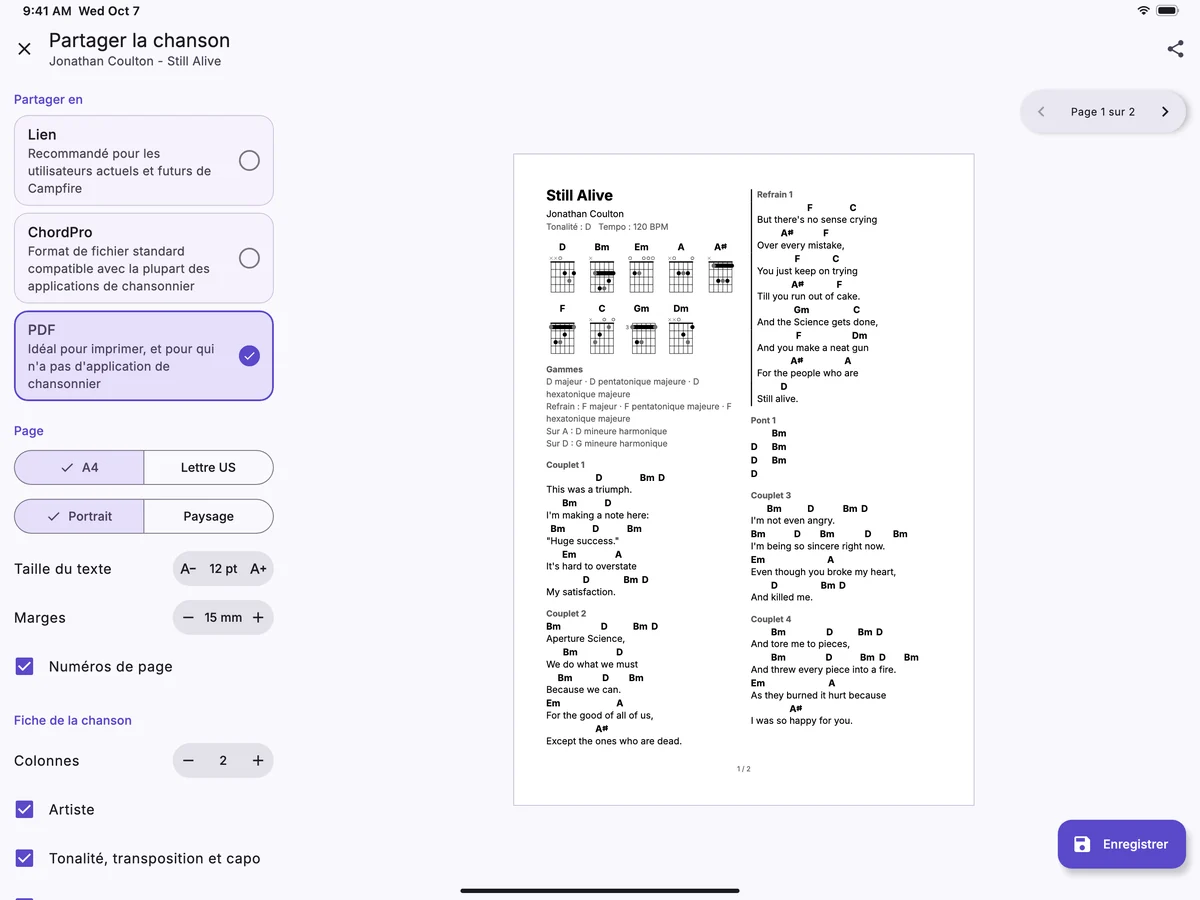 9:41 AM Wed Oct 7
Partager la chanson
Jonathan Coulton - Still Alive
Partager en
Lien
Recommandé pour les
utilisateurs actuels et futurs de
Campfire
ChordPro
Format de fichier standard
compatible avec la plupart des
applications de chansonnier
PDF
Idéal pour imprimer, et pour qui
n'a pas d'application de
chansonnier
Page
A4 Lettre US
Portrait Paysage
Taille du texte A- 12 pt A+
Marges − 15 mm +
Numéros de page
Fiche de la chanson
Colonnes − 2 +
Artiste
Tonalité, transposition et capo
Page 1 sur 2
Still Alive
Jonathan Coulton
Tonalité : D Tempo : 120 BPM
D Bm Em A A#
F C Gm Dm
3
Gammes
D majeur · D pentatonique majeure · D
hexatonique majeure
Refrain : F majeur · F pentatonique majeure · F
hexatonique majeure
Sur A : D mineure harmonique
Sur D : G mineure harmonique
Couplet 1
D Bm D
This was a triumph.
Bm D
I'm making a note here:
Bm D Bm
"Huge success."
Em A
It's hard to overstate
D Bm D
My satisfaction.
Couplet 2
Bm D Bm D
Aperture Science,
Bm D
We do what we must
Bm D Bm
Because we can.
Em A
For the good of all of us,
A#
Except the ones who are dead.
Refrain 1
F C
But there's no sense crying
A# F
Over every mistake,
F C
You just keep on trying
A# F
Till you run out of cake.
Gm C
And the Science gets done,
F Dm
And you make a neat gun
A# A
For the people who are
D
Still alive.
Pont 1
Bm
D Bm
D Bm
D
Couplet 3
Bm D Bm D
I'm not even angry.
Bm D Bm D Bm
I'm being so sincere right now.
Em A
Even though you broke my heart,
D Bm D
And killed me.
Couplet 4
Bm D Bm D
And tore me to pieces,
Bm D Bm D Bm
And threw every piece into a fire.
Em A
As they burned it hurt because
A#
I was so happy for you.
1 / 2
Enregistrer